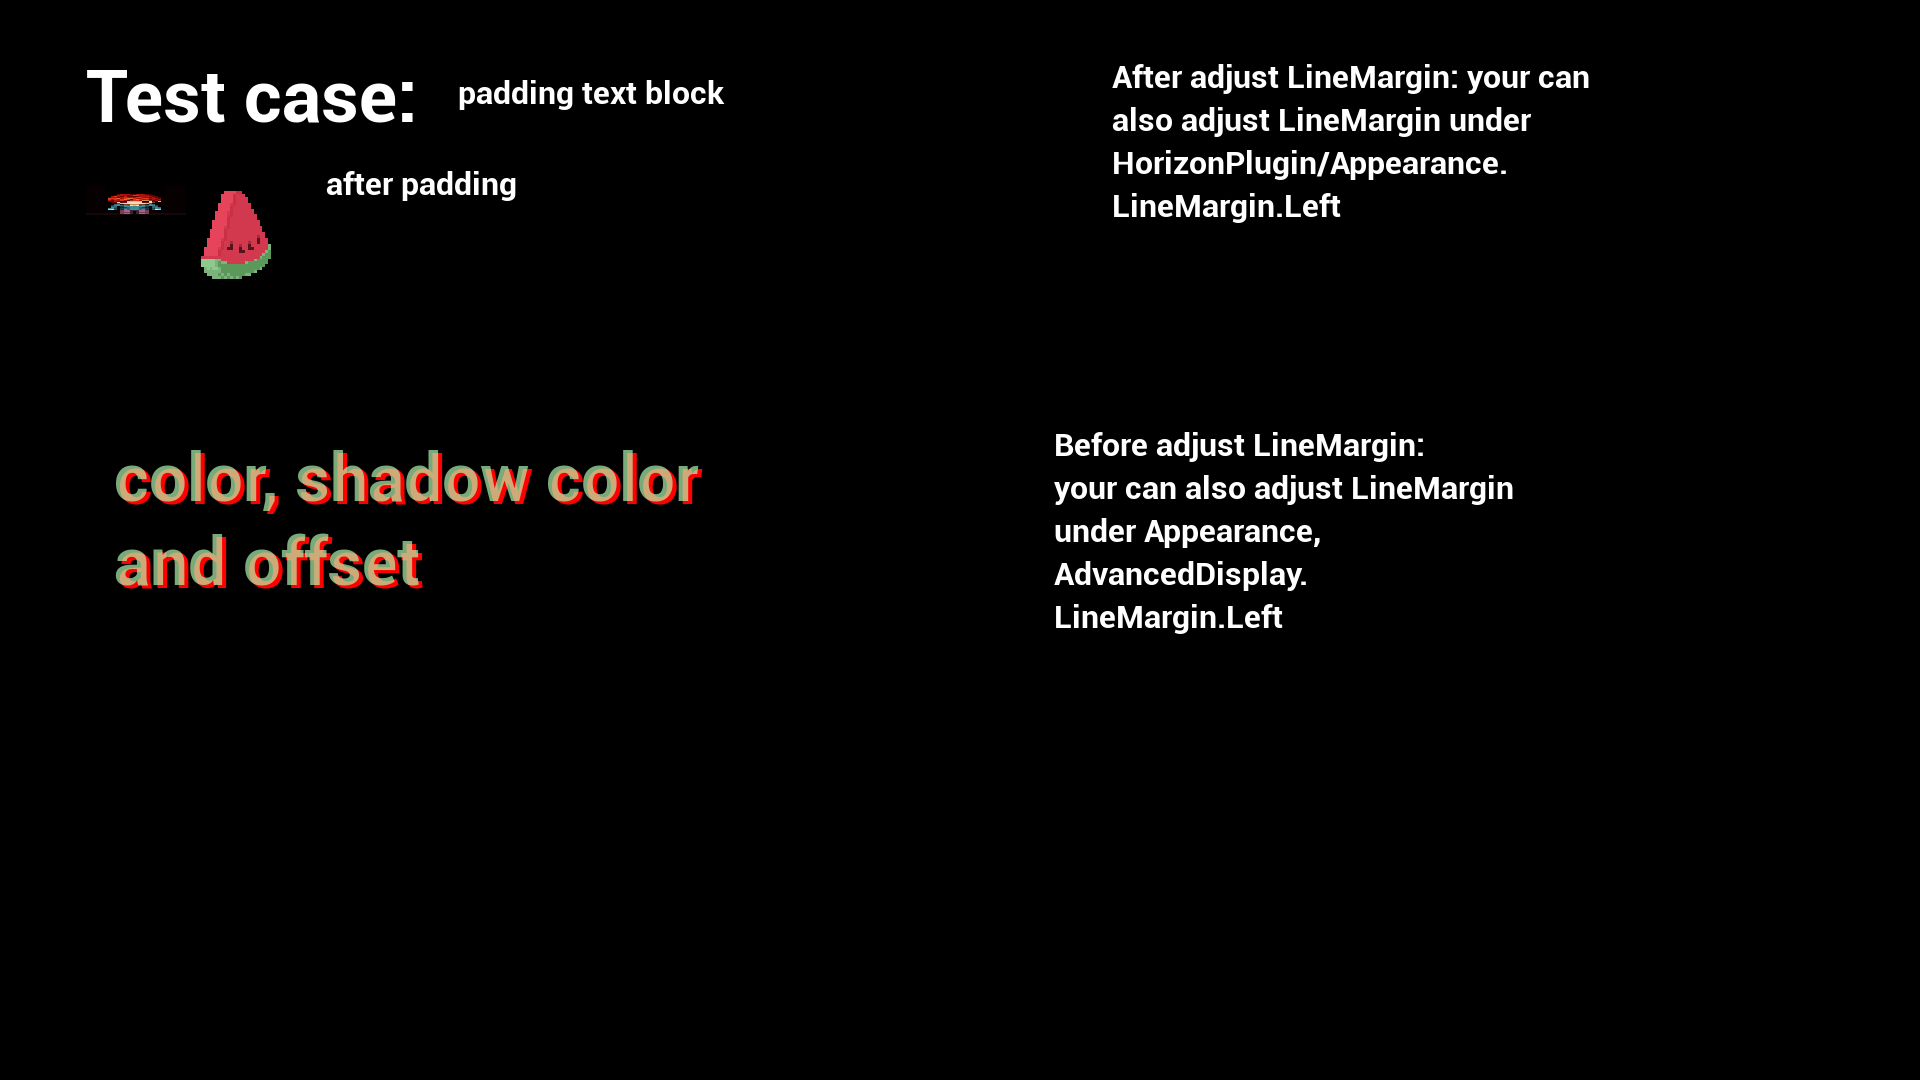 Test case:
padding text block
after padding
color, shadow color
and offset
After adjust LineMargin: your can
also adjust LineMargin under
HorizonPlugin/Appearance.
LineMargin.Left
Before adjust LineMargin:
your can also adjust LineMargin
under Appearance,
AdvancedDisplay.
LineMargin.Left